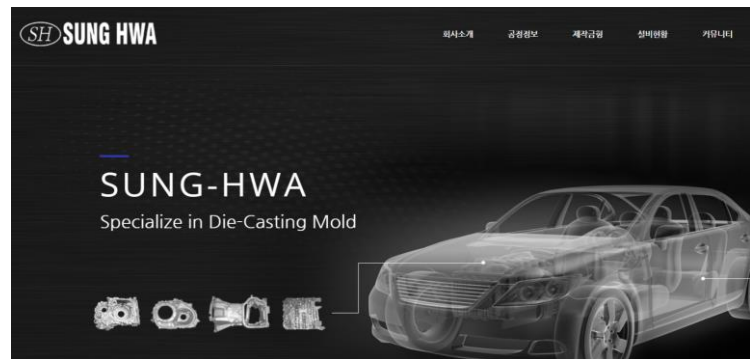 SH SUNG HWA
회사소개 공정정보 제작금형 설비현황 커뮤니티
SUNG-HWA
Specialize in Die-Casting Mold